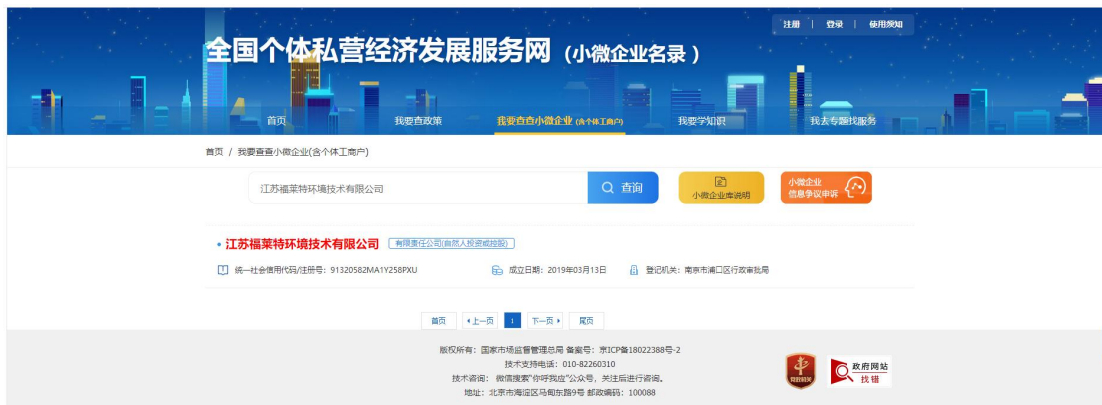 注册 | 登录 | 使用须知
全国个体私营经济发展服务网（小微企业名录）
首页 我要查政策 我要查查小微企业(含个体工商户) 我要学知识 我去专题找服务
首页 / 我要查查小微企业(含个体工商户)
江苏福莱特环境技术有限公司 查询 小微企业库说明 小微企业信息争议申诉
江苏福莱特环境技术有限公司 有限责任公司(自然人投资或控股)
统一社会信用代码/注册号：91320582MA1Y258PXU 成立日期：2019年03月13日 登记机关：南京市浦口区行政审批局
首页 上一页 1 下一页 尾页
版权所有：国家市场监督管理总局 备案号：京ICP备18022388号-2
技术支持电话：010-82260310
技术咨询：微信搜索"你呼我应"公众号，关注后进行咨询。
地址：北京市海淀区马甸东路9号 邮政编码：100088
党政机关
政府网站
找错